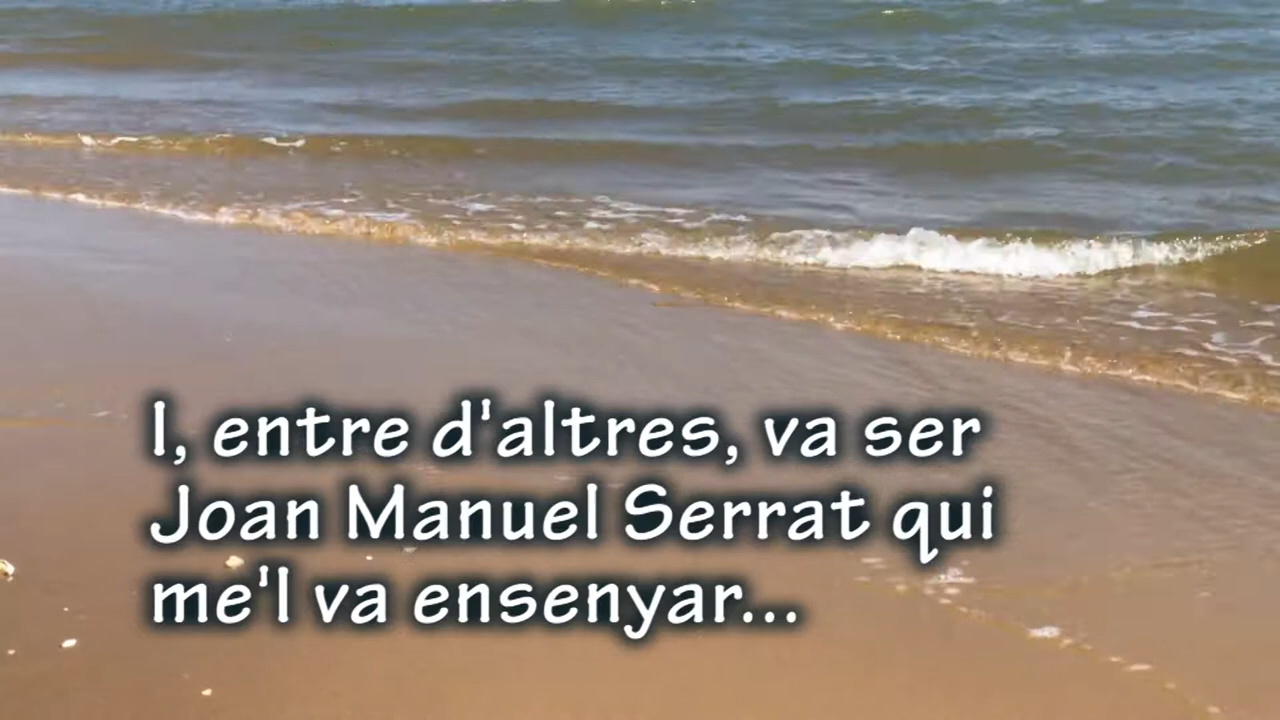 I, entre d'altres, va ser
Joan Manuel Serrat qui
me'l va ensenyar...